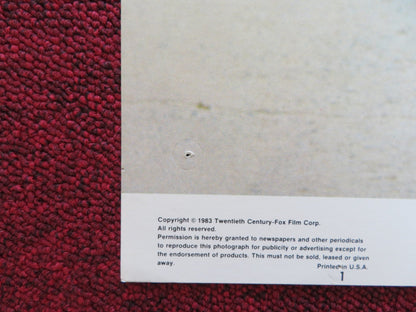 Copyright © 1983 Twentieth Century-Fox Film Corp.
All rights reserved.
Permission is hereby granted to newspapers and other periodicals
to reproduce this photograph for publicity or advertising except for
the endorsement of products. This must not be sold, leased or given
away.
Printed in U.S.A.
1